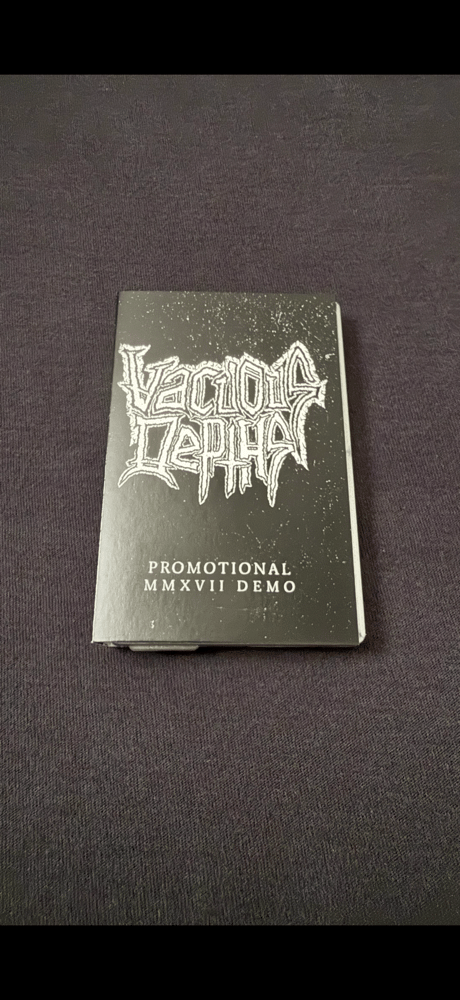 Vacuous
Depths
PROMOTIONAL
MMXVII DEMO